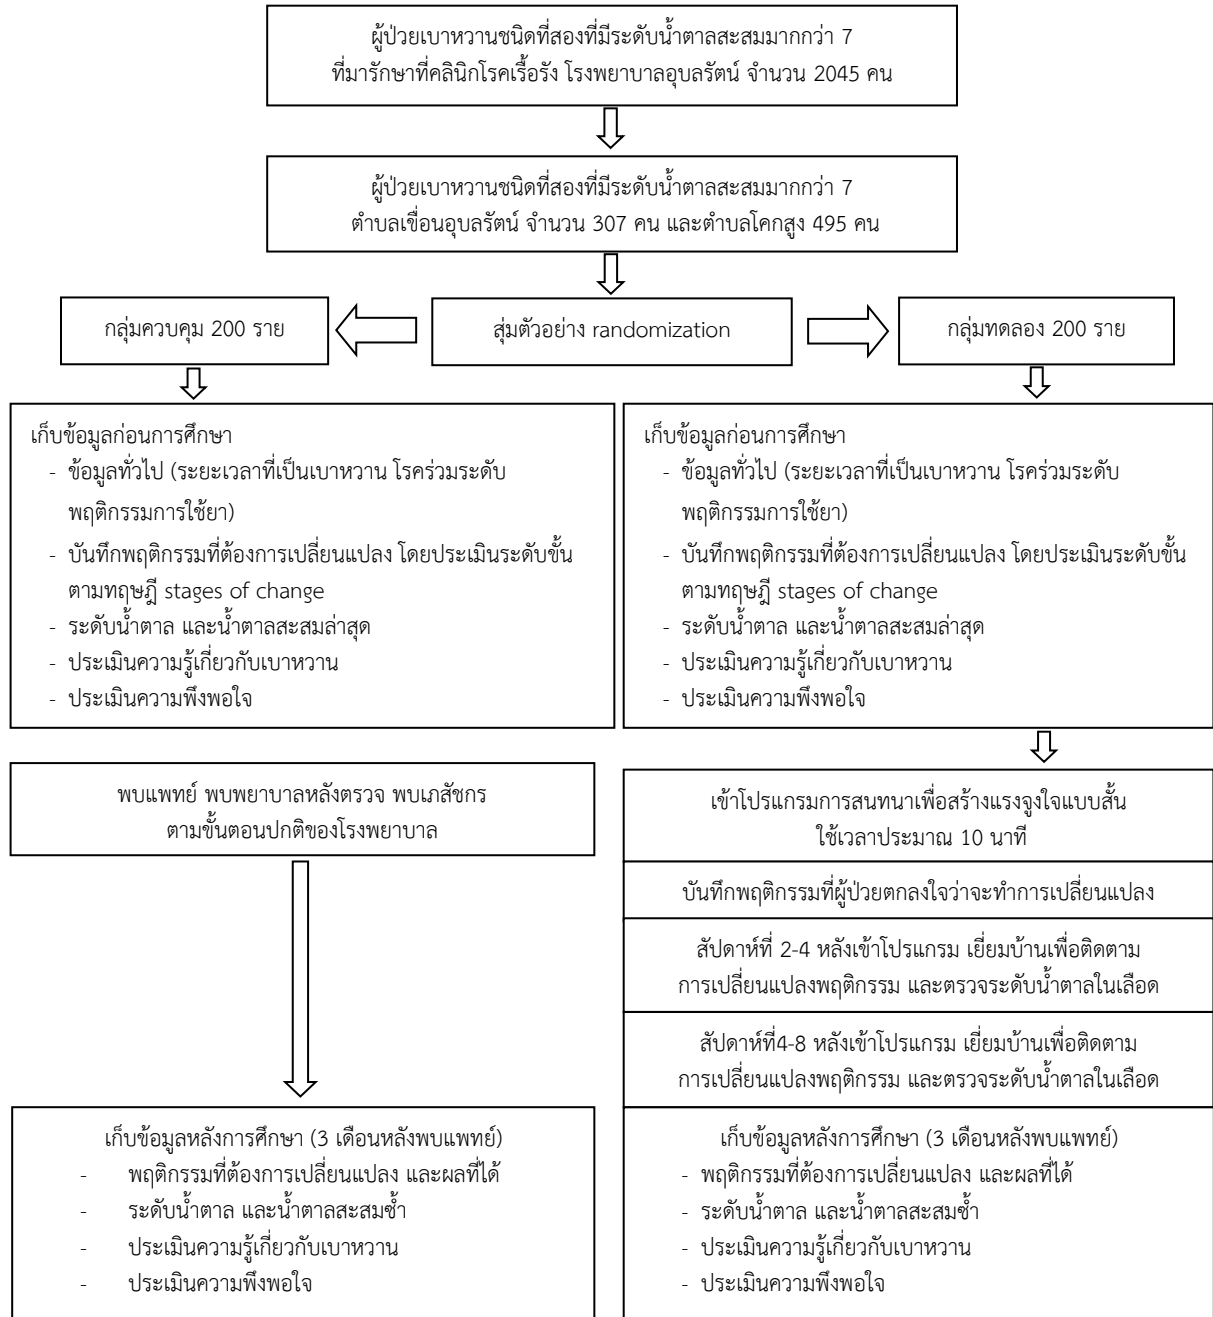 ผู้ป่วยเบาหวานชนิดที่สองที่มีระดับน้ำตาลสะสมมากกว่า 7
ที่มารักษาที่คลินิกโรคเรื้อรัง โรงพยาบาลอุบลรัตน์ จำนวน 2045 คน
ผู้ป่วยเบาหวานชนิดที่สองที่มีระดับน้ำตาลสะสมมากกว่า 7
ตำบลเขื่อนอุบลรัตน์ จำนวน 307 คน และตำบลโคกสูง 495 คน
กลุ่มควบคุม 200 ราย
สุ่มตัวอย่าง randomization
กลุ่มทดลอง 200 ราย
เก็บข้อมูลก่อนการศึกษา
- ข้อมูลทั่วไป (ระยะเวลาที่เป็นเบาหวาน โรคร่วมระดับ
พฤติกรรมการใช้ยา)
- บันทึกพฤติกรรมที่ต้องการเปลี่ยนแปลง โดยประเมินระดับขั้น
ตามทฤษฎี stages of change
- ระดับน้ำตาล และน้ำตาลสะสมล่าสุด
- ประเมินความรู้เกี่ยวกับเบาหวาน
- ประเมินความพึงพอใจ
เก็บข้อมูลก่อนการศึกษา
- ข้อมูลทั่วไป (ระยะเวลาที่เป็นเบาหวาน โรคร่วมระดับ
พฤติกรรมการใช้ยา)
- บันทึกพฤติกรรมที่ต้องการเปลี่ยนแปลง โดยประเมินระดับขั้น
ตามทฤษฎี stages of change
- ระดับน้ำตาล และน้ำตาลสะสมล่าสุด
- ประเมินความรู้เกี่ยวกับเบาหวาน
- ประเมินความพึงพอใจ
พบแพทย์ พบพยาบาลหลังตรวจ พบเภสัชกร
ตามขั้นตอนปกติของโรงพยาบาล
เข้าโปรแกรมการสนทนาเพื่อสร้างแรงจูงใจแบบสั้น
ใช้เวลาประมาณ 10 นาที
บันทึกพฤติกรรมที่ผู้ป่วยตกลงใจว่าจะทำการเปลี่ยนแปลง
สัปดาห์ที่ 2-4 หลังเข้าโปรแกรม เยี่ยมบ้านเพื่อติดตาม
การเปลี่ยนแปลงพฤติกรรม และตรวจระดับน้ำตาลในเลือด
สัปดาห์ที่4-8 หลังเข้าโปรแกรม เยี่ยมบ้านเพื่อติดตาม
การเปลี่ยนแปลงพฤติกรรม และตรวจระดับน้ำตาลในเลือด
เก็บข้อมูลหลังการศึกษา (3 เดือนหลังพบแพทย์)
- พฤติกรรมที่ต้องการเปลี่ยนแปลง และผลที่ได้
- ระดับน้ำตาล และน้ำตาลสะสมซ้ำ
- ประเมินความรู้เกี่ยวกับเบาหวาน
- ประเมินความพึงพอใจ
เก็บข้อมูลหลังการศึกษา (3 เดือนหลังพบแพทย์)
- พฤติกรรมที่ต้องการเปลี่ยนแปลง และผลที่ได้
- ระดับน้ำตาล และน้ำตาลสะสมซ้ำ
- ประเมินความรู้เกี่ยวกับเบาหวาน
- ประเมินความพึงพอใจ